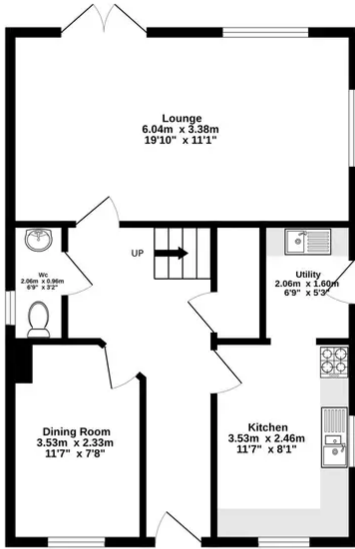 Lounge
6.04m x 3.38m
19'10" x 11'1"
UP
Wc
2.06m x 0.96m
6'9" x 3'2"
Utility
2.06m x 1.60m
6'9" x 5'3"
Dining Room
3.53m x 2.33m
11'7" x 7'8"
Kitchen
3.53m x 2.46m
11'7" x 8'1"